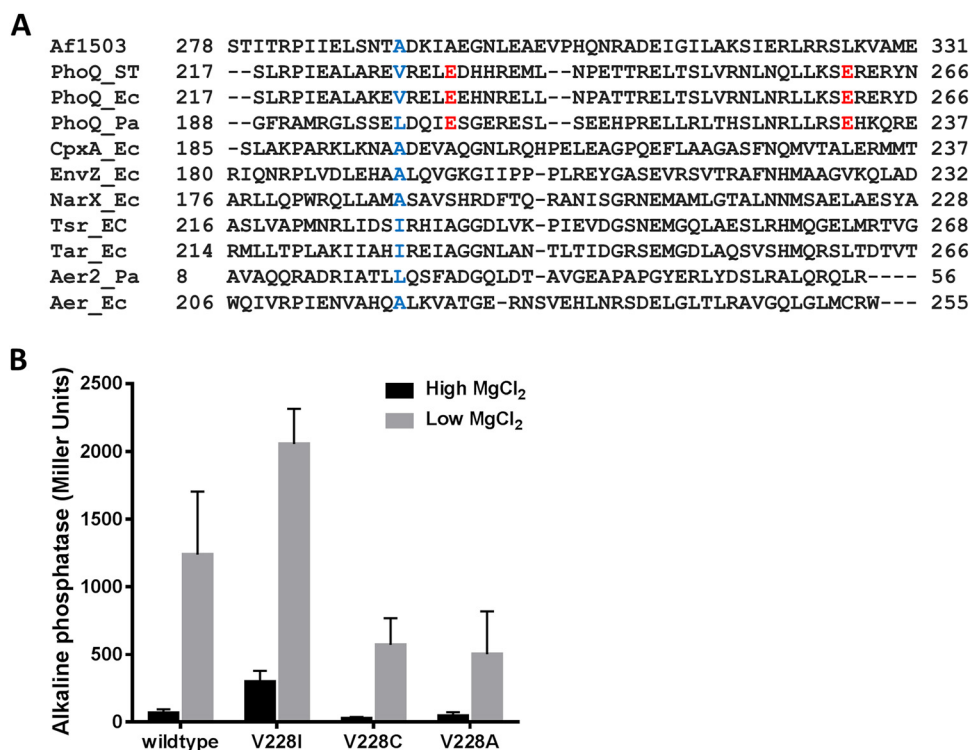 A
Af1503 278 STITRPIIELSNTADKIAEGNLEAEVPHQNRADEIGILAKSIERLRRSLKVAME 331
PhoQ_ST 217 --SLRPIEALAREVRELEDHHREML--NPETTRELTSLVRNLNQLLKSERERYN 266
PhoQ_Ec 217 --SLRPIEALAKEVRELEEHNRELL--NPATTRELTSLVRNLNRLLKSERERYD 266
PhoQ_Pa 188 --GFRAMRGLSSELDQIESGERESL--SEEHPRELLRLTHSLNRLLRSEHKQRE 237
CpxA_Ec 185 -SLAKPARKLKNAADEVAQGNLRQHPELEAGPQEFLAAGASFNQMVTALERMMT 237
EnvZ_Ec 180 RIQNRPLVDLEHAALQVGKGIIPP-PLREYGASEVRSVTRAFNHMAAGVKQLAD 232
NarX_Ec 176 ARLLQPWRQLLAMASAVSHRDFTQ-RANISGRNEMAMLGTALNNMSAELAESYA 228
Tsr_EC 216 ASLVAPMNRLIDSIRHIAGGDLVK-PIEVDGSNEMGQLAESLRHMQGELMRTVG 268
Tar_Ec 214 RMLLTPLAKIIAHIREIAGGNLAN-TLTIDGRSEMGDLAQSVSHMQRSLTDTVT 266
Aer2_Pa 8 AVAQQRADRIATLLQSFADGQLDT-AVGEAPAPGYERLYDSLRALQRQLR---- 56
Aer_Ec 206 WQIVRPIENVAHQALKVATGE-RNSVEHLNRSDELGLTLRAVGQLGLMCRW--- 255
B
Alkaline phosphatase (Miller Units)
2500
2000
1500
1000
500
0
High MgCl₂
Low MgCl₂
wildtype V228I V228C V228A